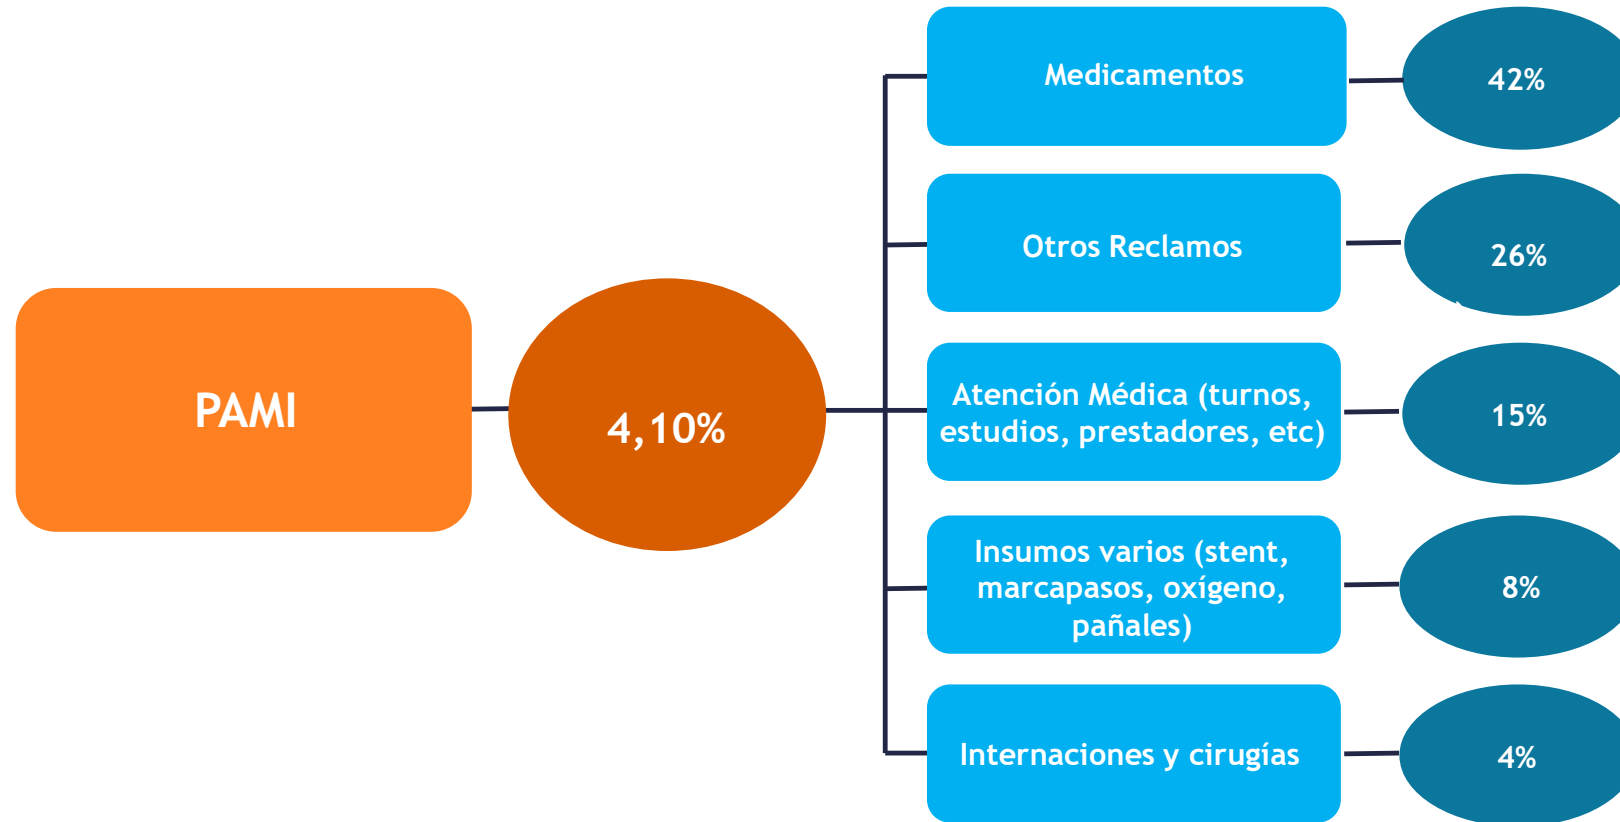 PAMI
4,10%
Medicamentos
42%
Otros Reclamos
26%
Atención Médica (turnos,
estudios, prestadores, etc)
15%
Insumos varios (stent,
marcapasos, oxígeno,
pañales)
8%
Internaciones y cirugías
4%